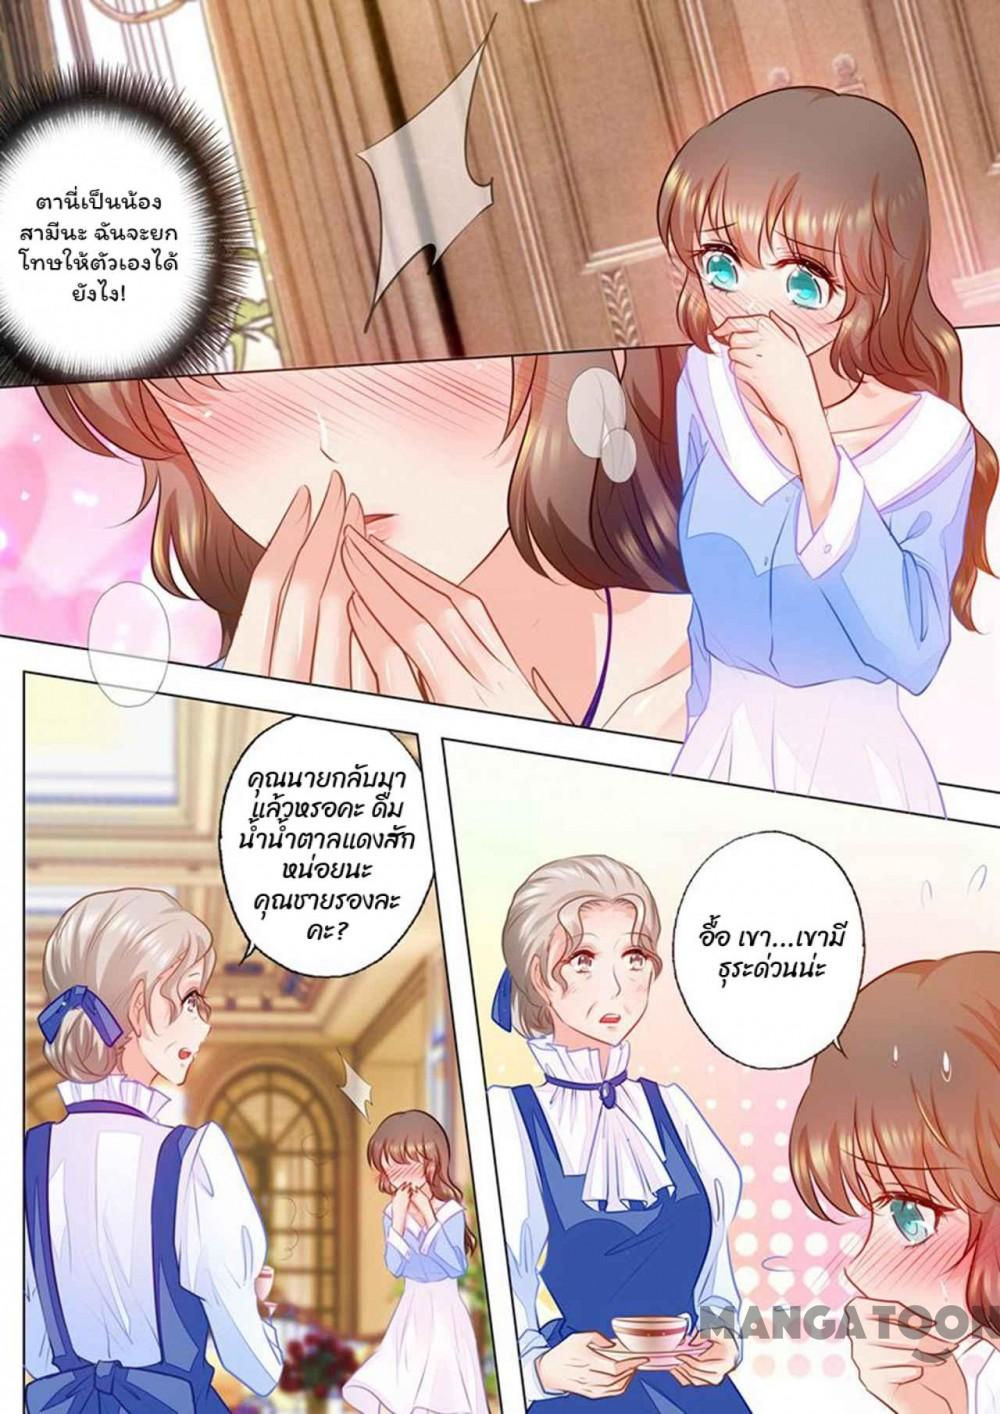 ตานี่เป็นน้อง
สามีนะ ฉันจะยก
โทษให้ตัวเองได้
ยังไง!
คุณนายกลับมา
แล้วหรอคะ ดื่ม
น้ำน้ำตาลแดงสัก
หน่อยนะ
คุณชายรองละ
คะ?
อื้อ เขา...เขามี
ธุระด่วนน่ะ
MANGATOON